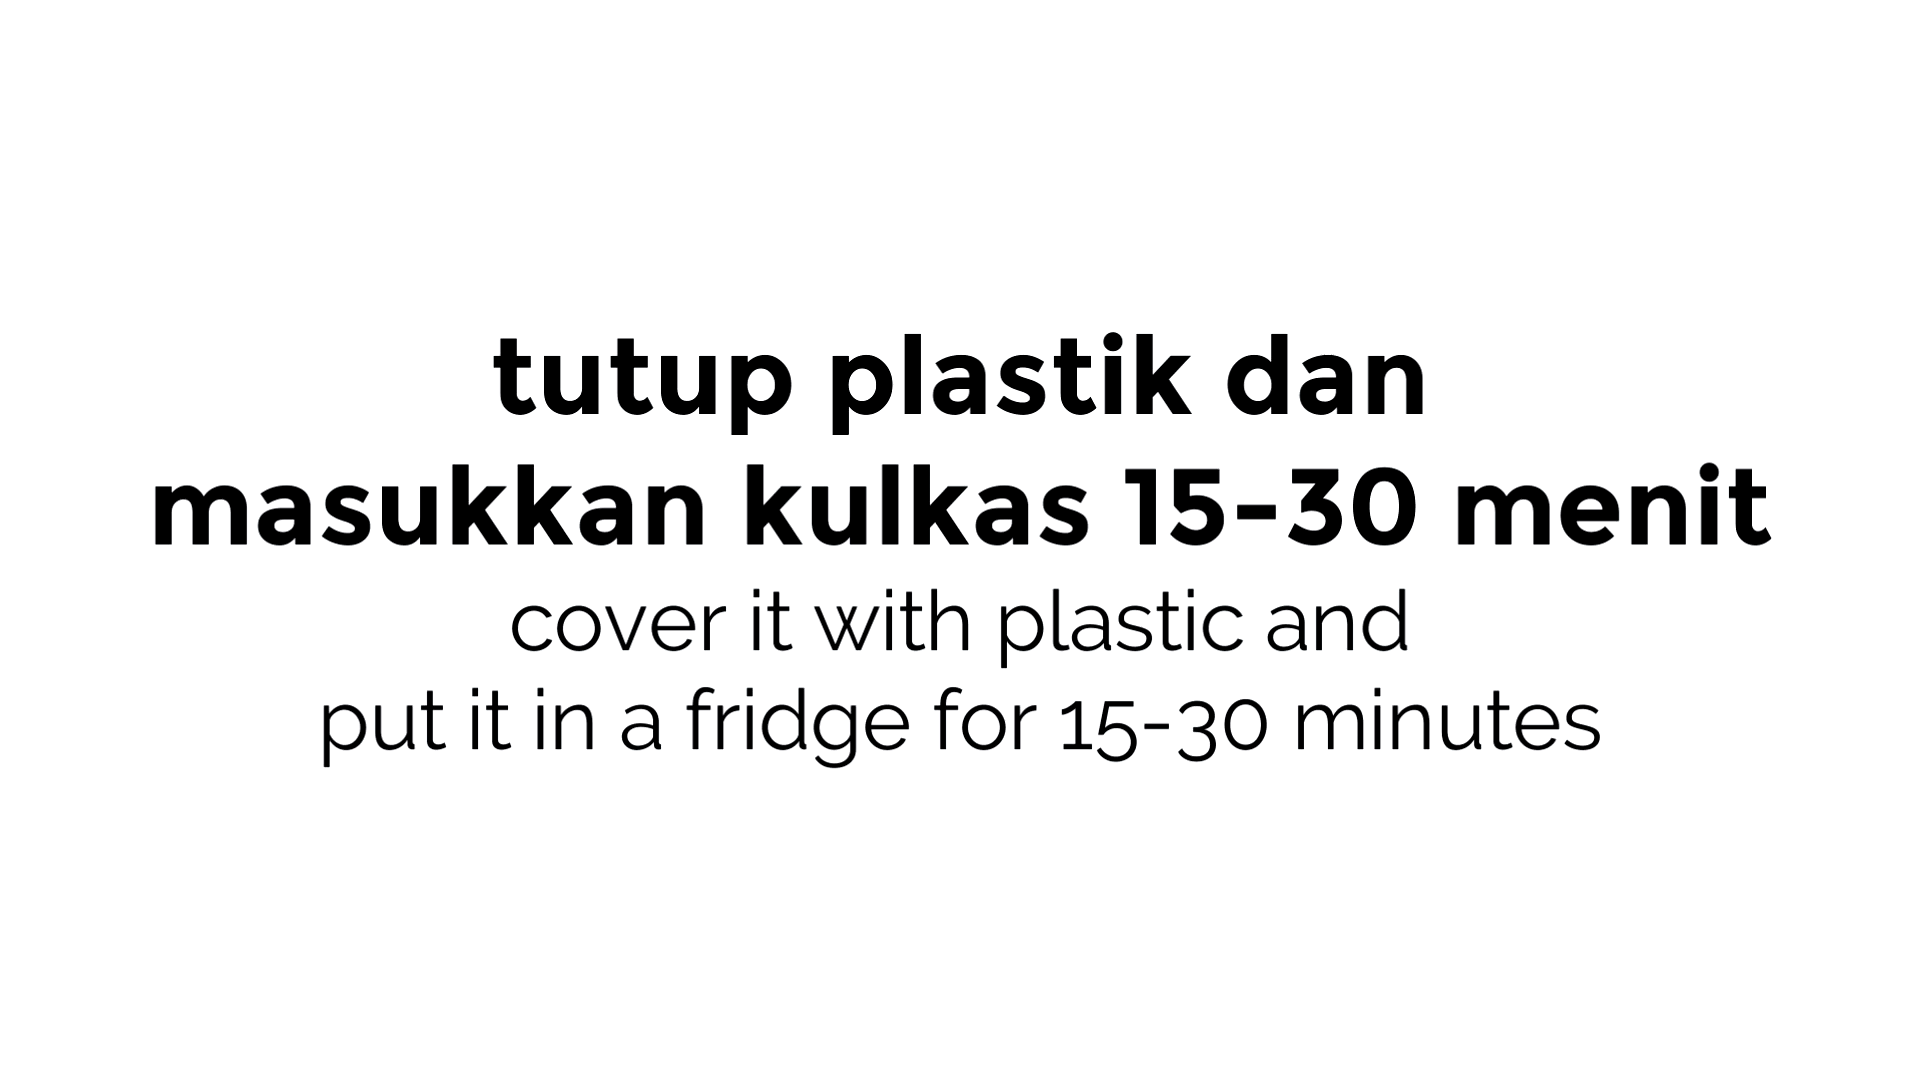 tutup plastik dan
masukkan kulkas 15-30 menit
cover it with plastic and
put it in a fridge for 15-30 minutes